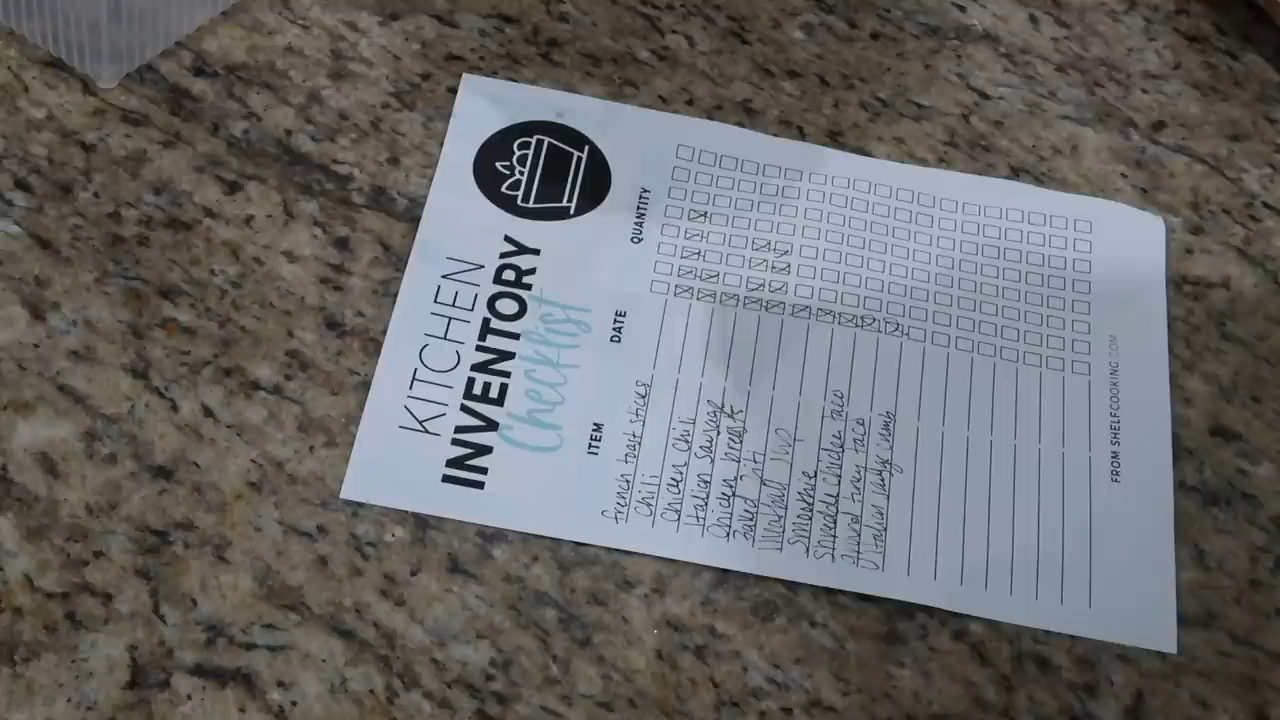 KITCHEN
INVENTORY
Checklist
ITEM DATE QUANTITY
french toast sticks
Chili
Chicken Chili
Italian Sausage
Chicken breasts
Baked Ziti
Meatball Soup
Smoothie
Shredded Chicken taco
Ground turkey taco
Italian crumb
FROM SHELFCOOKING.COM